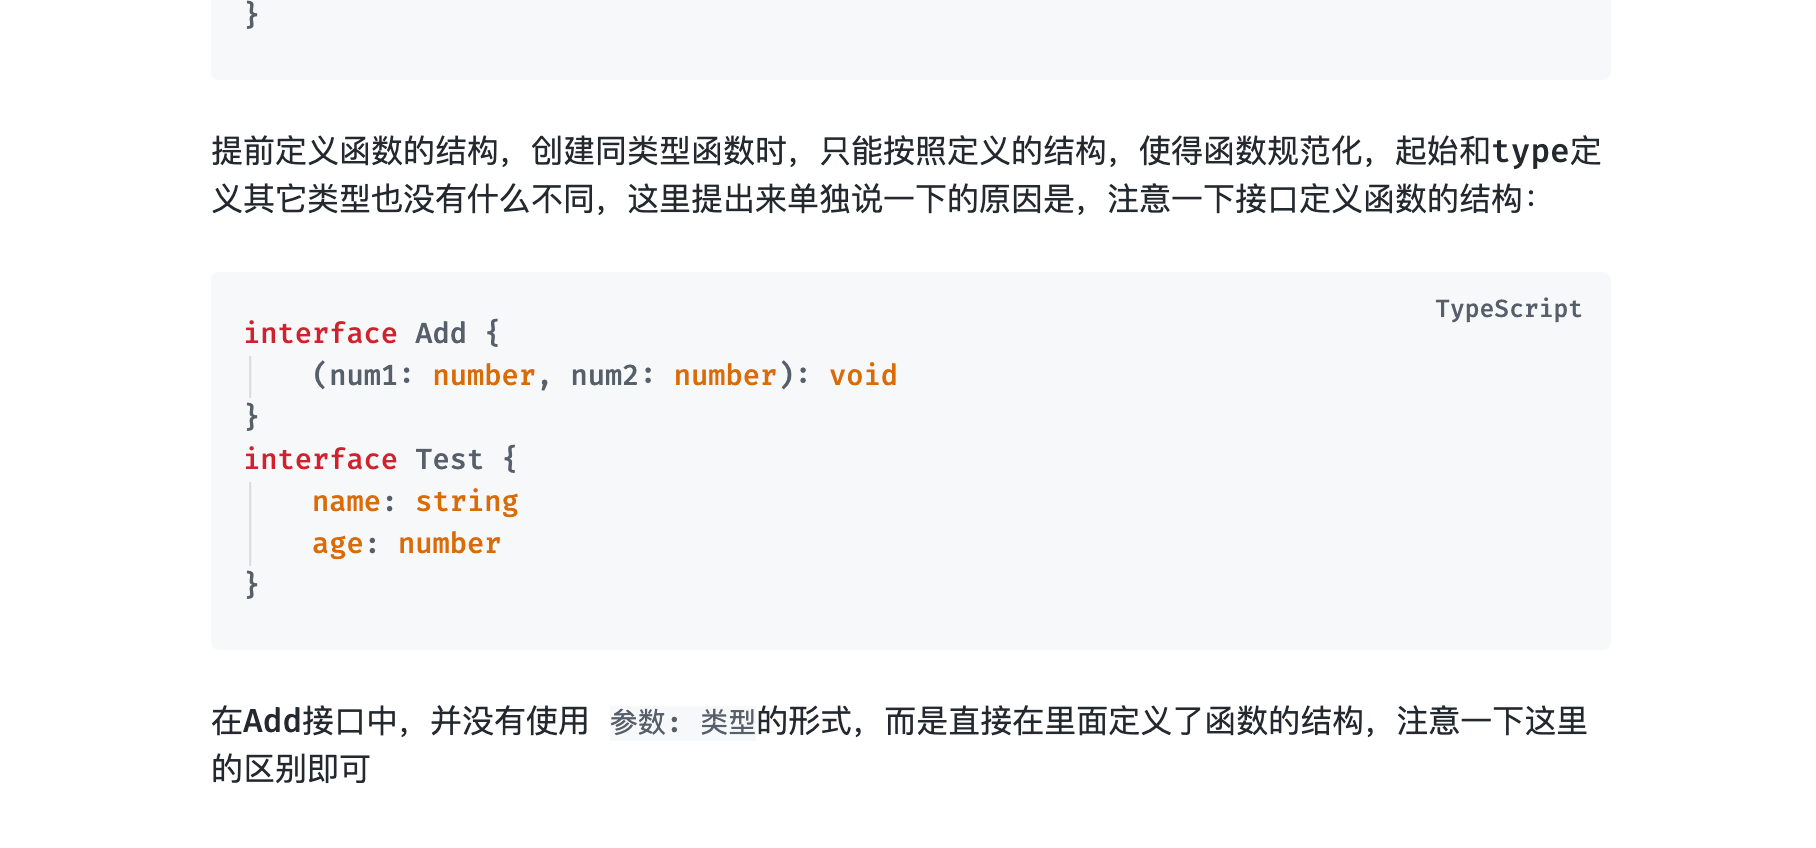 }
提前定义函数的结构，创建同类型函数时，只能按照定义的结构，使得函数规范化，起始和type定
义其它类型也没有什么不同，这里提出来单独说一下的原因是，注意一下接口定义函数的结构：
TypeScript
interface Add {
    (num1: number, num2: number): void
}
interface Test {
    name: string
    age: number
}
在Add接口中，并没有使用 参数: 类型的形式，而是直接在里面定义了函数的结构，注意一下这里
的区别即可